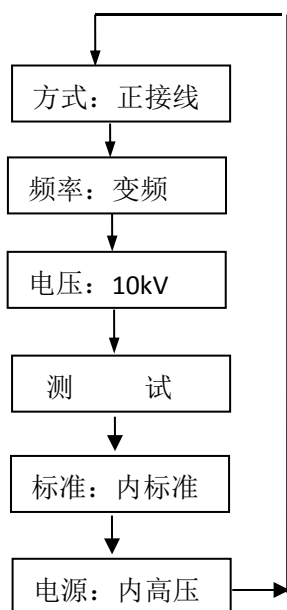 方式：正接线
频率：变频
电压：10kV
测　　试
标准：内标准
电源：内高压